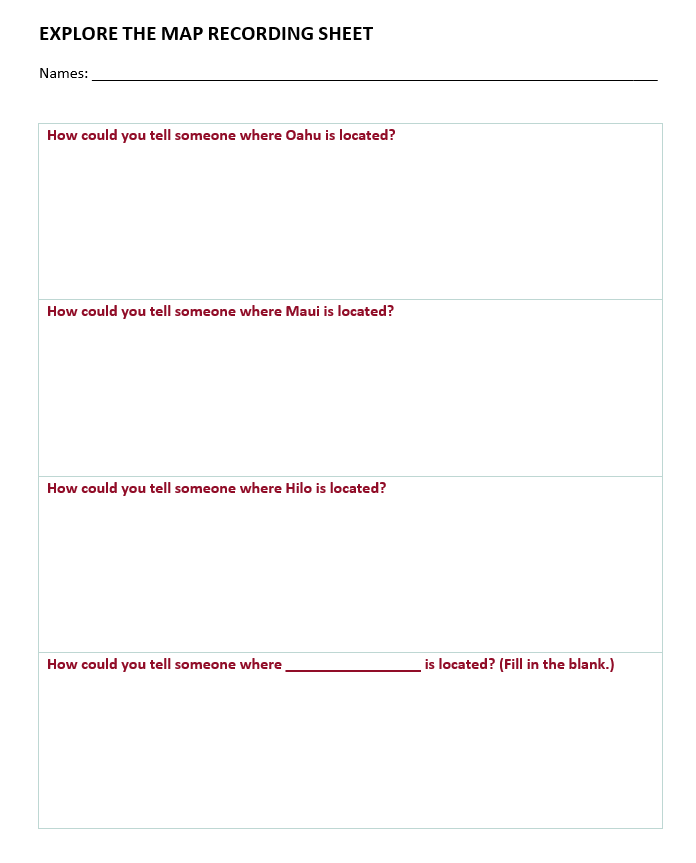 EXPLORE THE MAP RECORDING SHEET
Names: ___________________________________________________________________________
How could you tell someone where Oahu is located?
How could you tell someone where Maui is located?
How could you tell someone where Hilo is located?
How could you tell someone where _________________ is located? (Fill in the blank.)